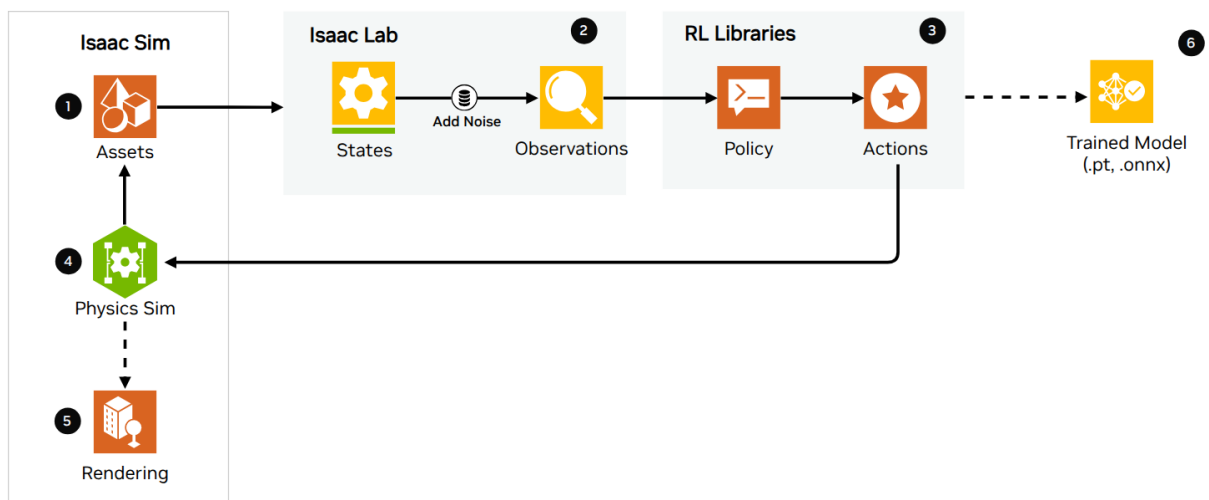 Isaac Sim
1
Assets
4
Physics Sim
5
Rendering
Isaac Lab
2
States
Add Noise
Observations
RL Libraries
3
Policy
Actions
6
Trained Model
(.pt, .onnx)